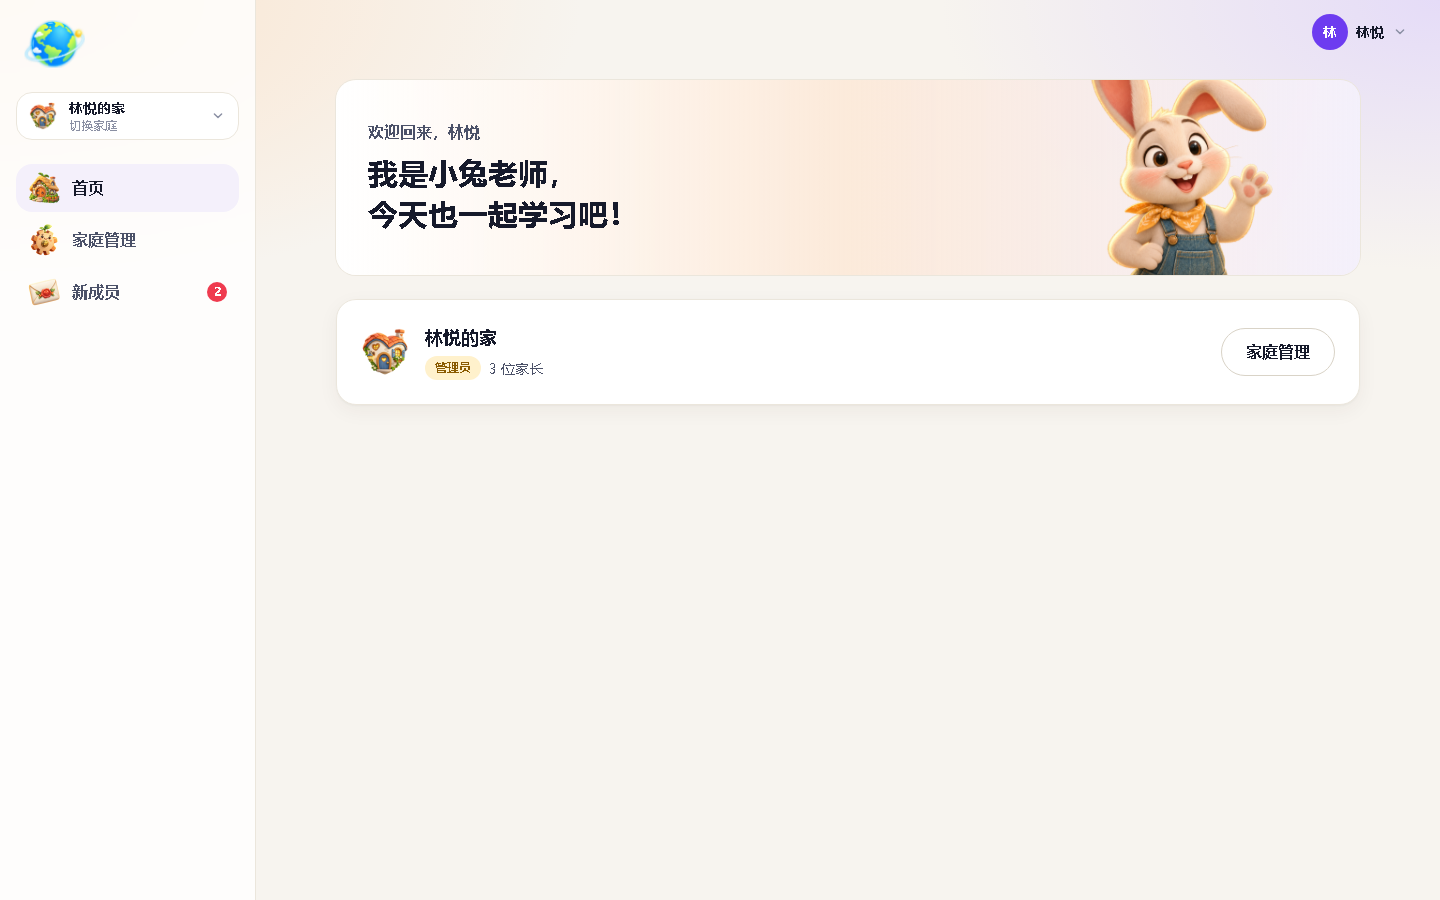 林悦的家
切换家庭
首页
家庭管理
新成员
2
林
林悦
欢迎回来，林悦
我是小兔老师，
今天也一起学习吧！
林悦的家
管理员
3 位家长
家庭管理